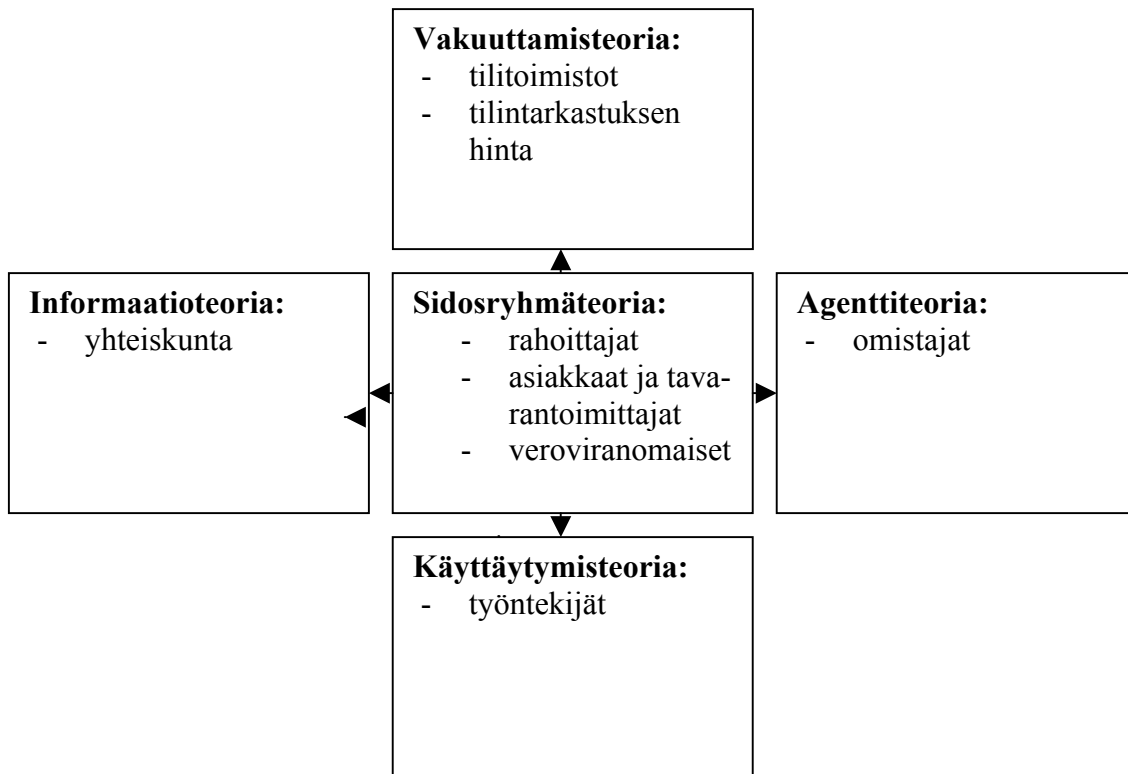 Vakuuttamisteoria:
- tilitoimistot
- tilintarkastuksen
hinta
Informaatioteoria:
- yhteiskunta
Sidosryhmäteoria:
- rahoittajat
- asiakkaat ja tava-
rantoimittajat
- veroviranomaiset
Agenttiteoria:
- omistajat
Käyttäytymisteoria:
- työntekijät